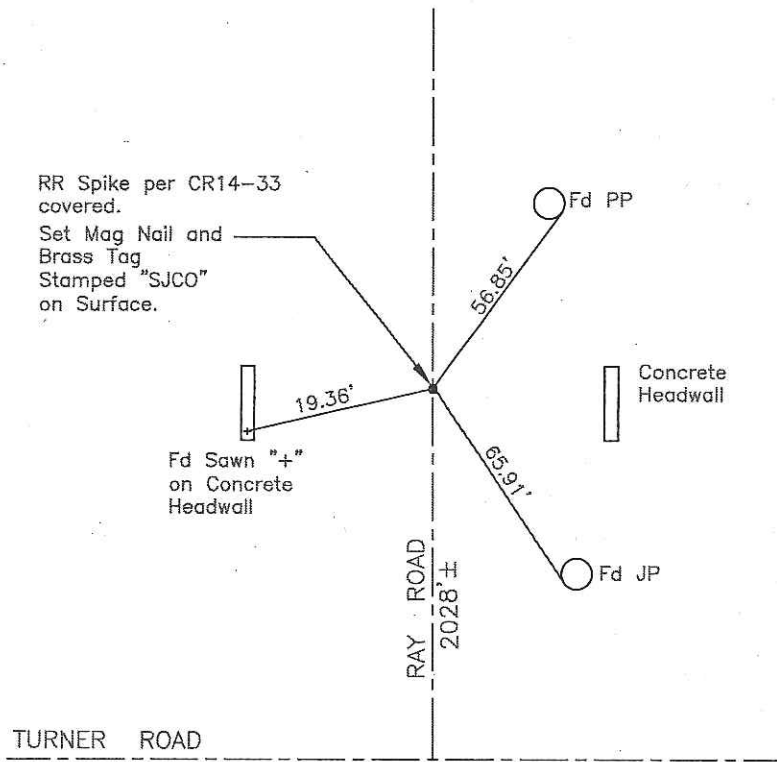 RR Spike per CR14-33
covered.
Set Mag Nail and
Brass Tag
Stamped "SJCO"
on Surface.
Fd PP
56.85'
19.36'
Concrete
Headwall
Fd Sawn "+"
on Concrete
Headwall
65.91'
Fd JP
RAY ROAD
2028'±
TURNER ROAD